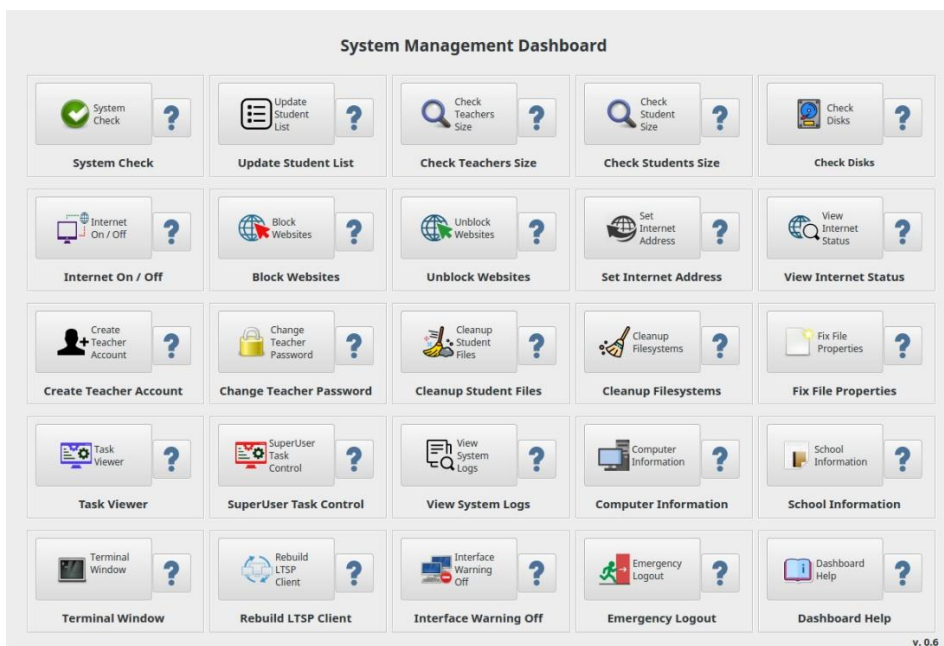 System Management Dashboard
System
Check
?
Update
Student
List
?
Check
Teachers
Size
?
Check
Student
Size
?
Check
Disks
?
System Check
Update Student List
Check Teachers Size
Check Students Size
Check Disks
Internet
On / Off
?
Block
Websites
?
Unblock
Websites
?
Set
Internet
Address
?
View
Internet
Status
?
Internet On / Off
Block Websites
Unblock Websites
Set Internet Address
View Internet Status
Create
Teacher
Account
?
Change
Teacher
Password
?
Cleanup
Student
Files
?
Cleanup
Filesystems
?
Fix File
Properties
?
Create Teacher Account
Change Teacher Password
Cleanup Student Files
Cleanup Filesystems
Fix File Properties
Task
Viewer
?
SuperUser
Task
Control
?
View
System
Logs
?
Computer
Information
?
School
Information
?
Task Viewer
SuperUser Task Control
View System Logs
Computer Information
School Information
Terminal
Window
?
Rebuild
LTSP
Client
?
Interface
Warning
Off
?
Emergency
Logout
?
Dashboard
Help
?
Terminal Window
Rebuild LTSP Client
Interface Warning Off
Emergency Logout
Dashboard Help
v. 0.6